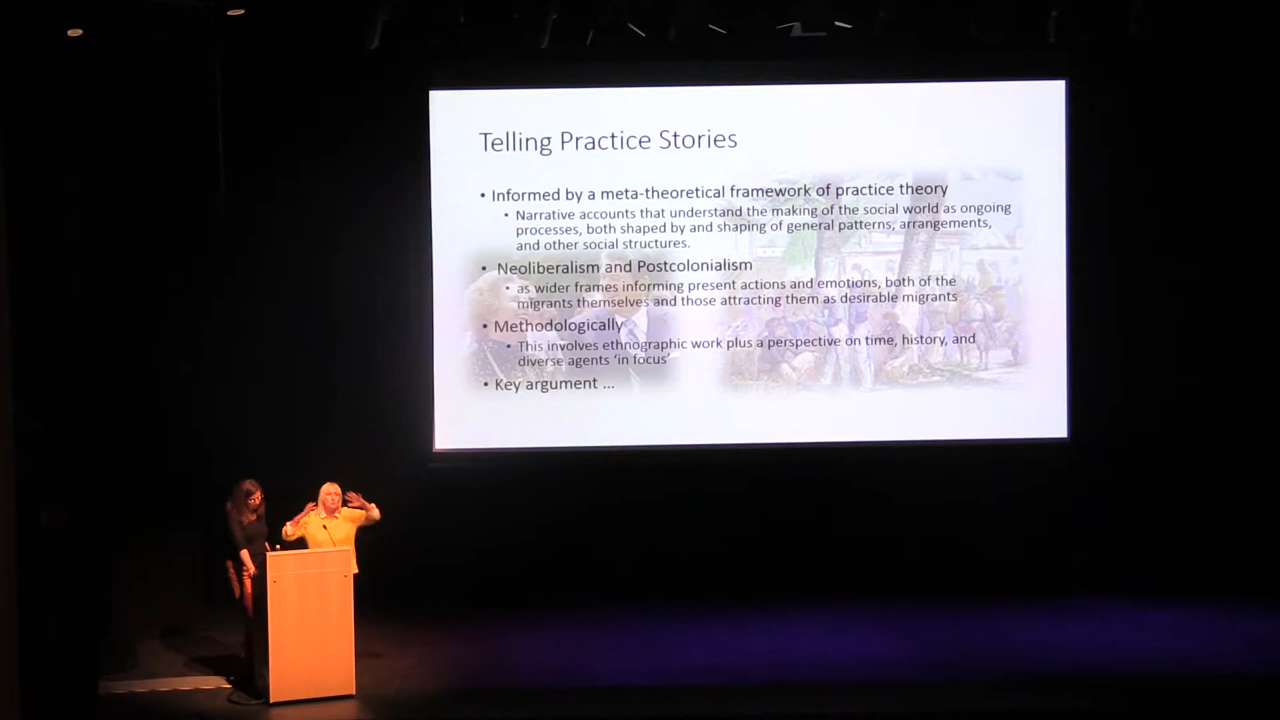 Telling Practice Stories
• Informed by a meta-theoretical framework of practice theory
• Narrative accounts that understand the making of the social world as ongoing
processes, both shaped by and shaping of general patterns, arrangements,
and other social structures.
• Neoliberalism and Postcolonialism
• as wider frames informing present actions and emotions, both of the
migrants themselves and those attracting them as desirable migrants
• Methodologically
• This involves ethnographic work plus a perspective on time, history, and
diverse agents ‘in focus’
• Key argument ...